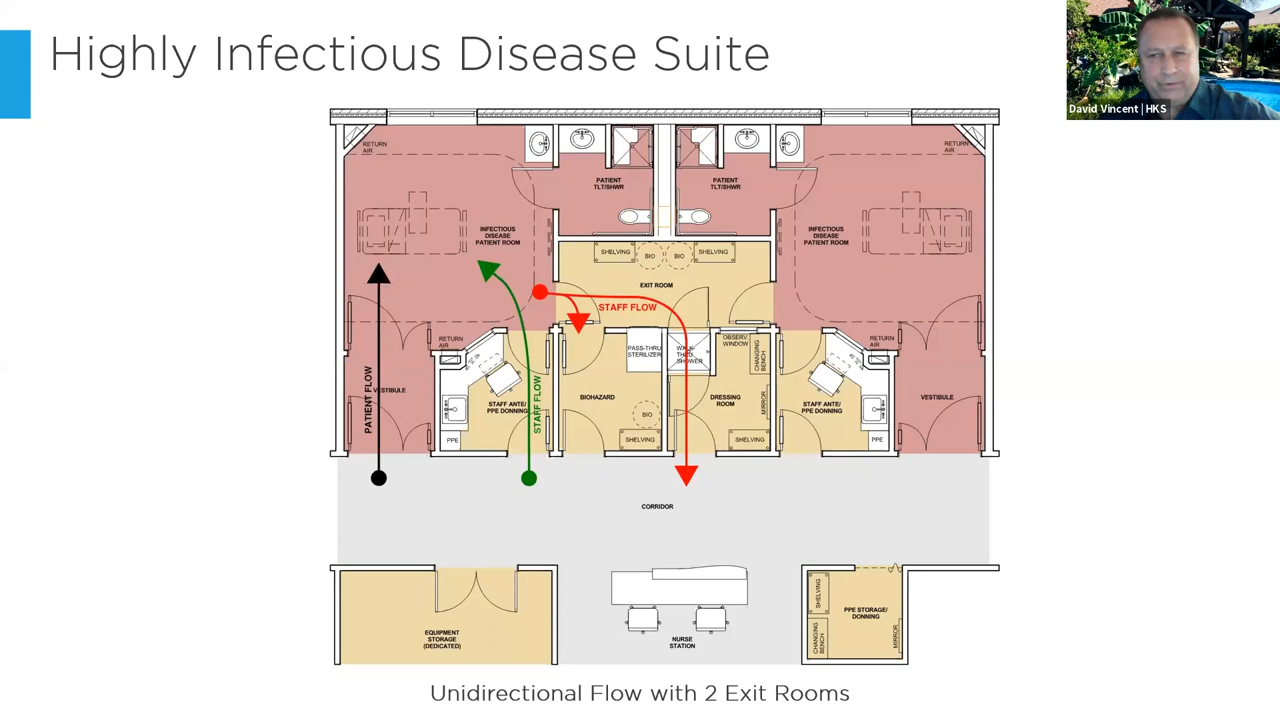 Highly Infectious Disease Suite
David Vincent | HKS
RETURN
AIR
RETURN
AIR
PATIENT
TLT/SHWR
PATIENT
TLT/SHWR
INFECTIOUS
DISEASE
PATIENT ROOM
INFECTIOUS
DISEASE
PATIENT ROOM
SHELVING
BIO
BIO
SHELVING
EXIT ROOM
STAFF FLOW
RETURN
AIR
PASS-THRU
STERILIZER
WALK-
THRU
SHOWER
OBSERV.
WINDOW
CHANGING
BENCH
RETURN
AIR
PATIENT FLOW
VESTIBULE
STAFF ANTE/
PPE DONNING
STAFF FLOW
BIOHAZARD
DRESSING
ROOM
MIRROR
STAFF ANTE/
PPE DONNING
VESTIBULE
PPE
BIO
SHELVING
SHELVING
PPE
CORRIDOR
EQUIPMENT
STORAGE
(DEDICATED)
NURSE
STATION
SHELVING
CHANGING
BENCH
PPE STORAGE/
DONNING
MIRROR
Unidirectional Flow with 2 Exit Rooms